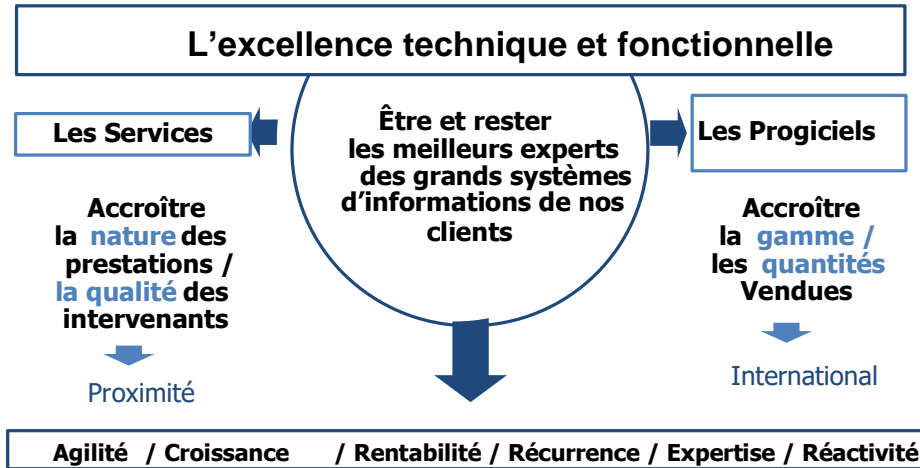 L'excellence technique et fonctionnelle
Les Services
Être et rester
les meilleurs experts
des grands systèmes
d'informations de nos
clients
Les Progiciels
Accroître
la nature des
prestations /
la qualité des
intervenants
Proximité
Accroître
la gamme /
les quantités
Vendues
International
Agilité / Croissance / Rentabilité / Récurrence / Expertise / Réactivité